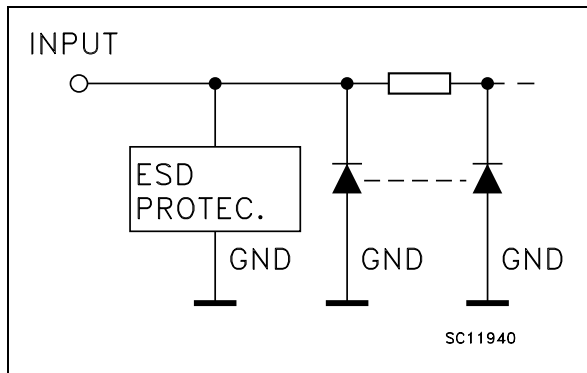 INPUT
ESD
PROTEC.
GND
GND
GND
SC11940